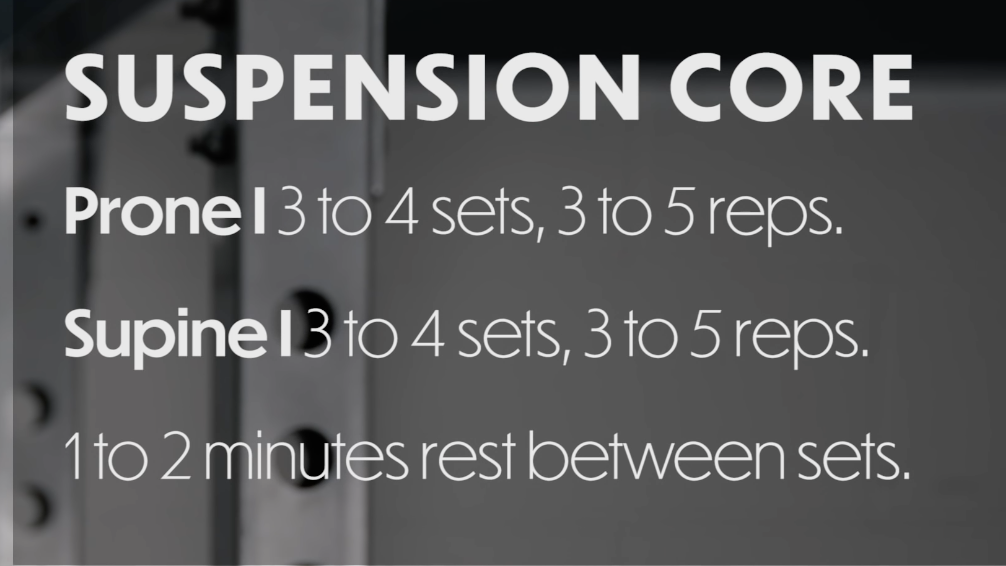 SUSPENSION CORE
Prone | 3 to 4 sets, 3 to 5 reps.
Supine | 3 to 4 sets, 3 to 5 reps.
1 to 2 minutes rest between sets.